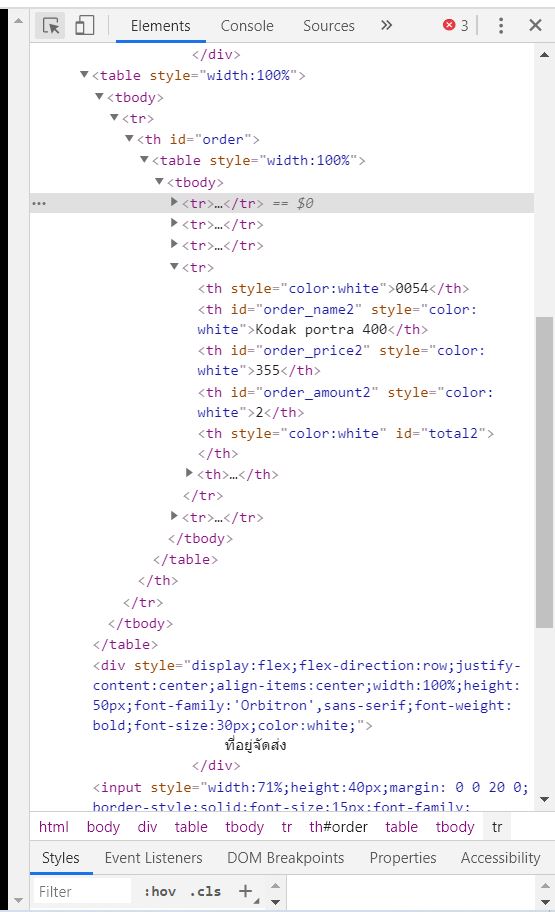 Elements Console Sources » 3
</div>
<table style="width:100%">
<tbody>
<tr>
<th id="order">
<table style="width:100%">
<tbody>
... <tr>…</tr> == $0
<tr>…</tr>
<tr>…</tr>
<tr>
<th style="color:white">0054</th>
<th id="order_name2" style="color:
white">Kodak portra 400</th>
<th id="order_price2" style="color:
white">355</th>
<th id="order_amount2" style="color:
white">2</th>
<th style="color:white" id="total2">
</th>
<th>…</th>
</tr>
<tr>…</tr>
</tbody>
</table>
</th>
</tr>
</tbody>
</table>
<div style="display:flex;flex-direction:row;justify-
content:center;align-items:center;width:100%;height:
50px;font-family:'Orbitron',sans-serif;font-weight:
bold;font-size:30px;color:white;">
ที่อยู่จัดส่ง
</div>
<input style="width:71%;height:40px;margin: 0 0 20 0;
border-style:solid;font-size:15px;font-family:
html body div table tbody tr th#order table tbody tr
Styles Event Listeners DOM Breakpoints Properties Accessibility
Filter :hov .cls +